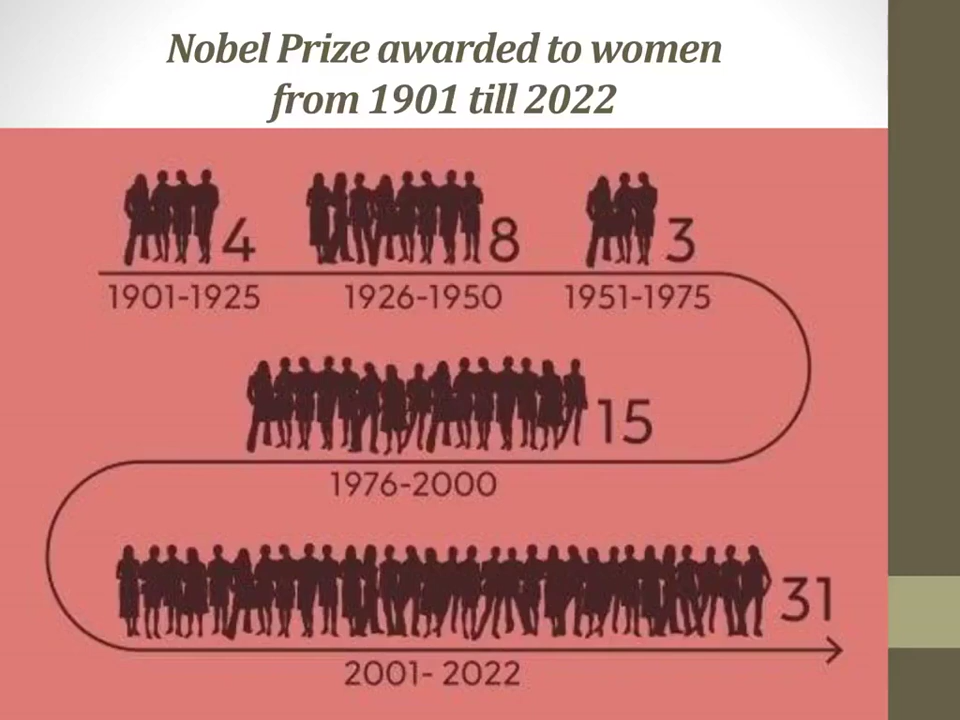 Nobel Prize awarded to women
from 1901 till 2022
4 8 3
1901-1925 1926-1950 1951-1975
15
1976-2000
31
2001- 2022